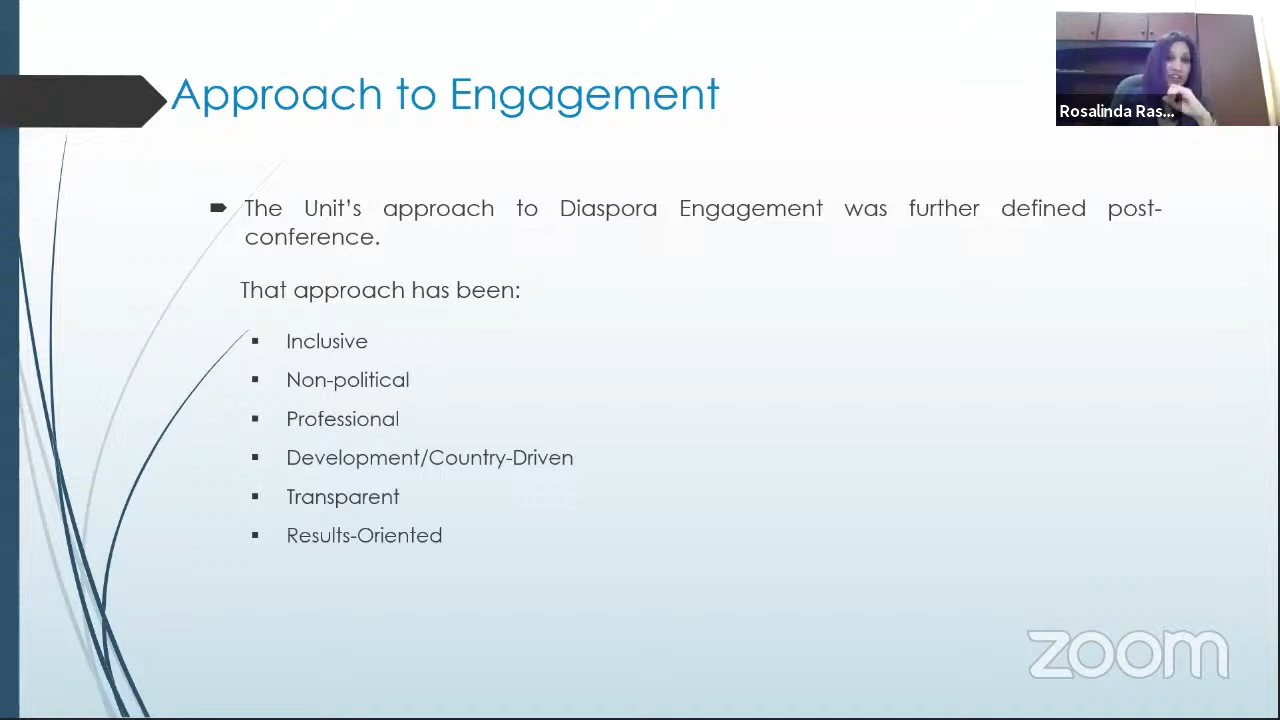 Approach to Engagement
Rosalinda Ras...
The Unit's approach to Diaspora Engagement was further defined post-
conference.
That approach has been:
Inclusive
Non-political
Professional
Development/Country-Driven
Transparent
Results-Oriented
zoom